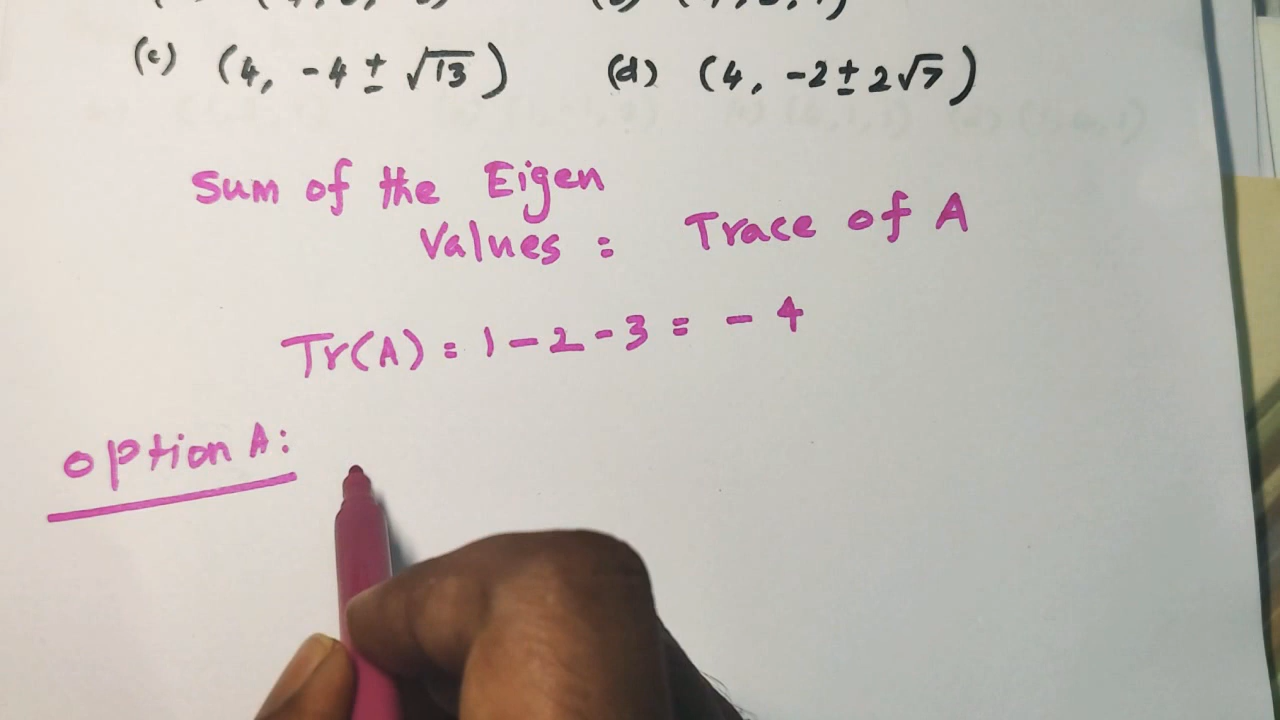 (c) (4, -4 ± √13) (d) (4, -2 ± 2√7)
Sum of the Eigen
Values = Trace of A
Tr(A) = 1 - 2 - 3 = - 4
option A: